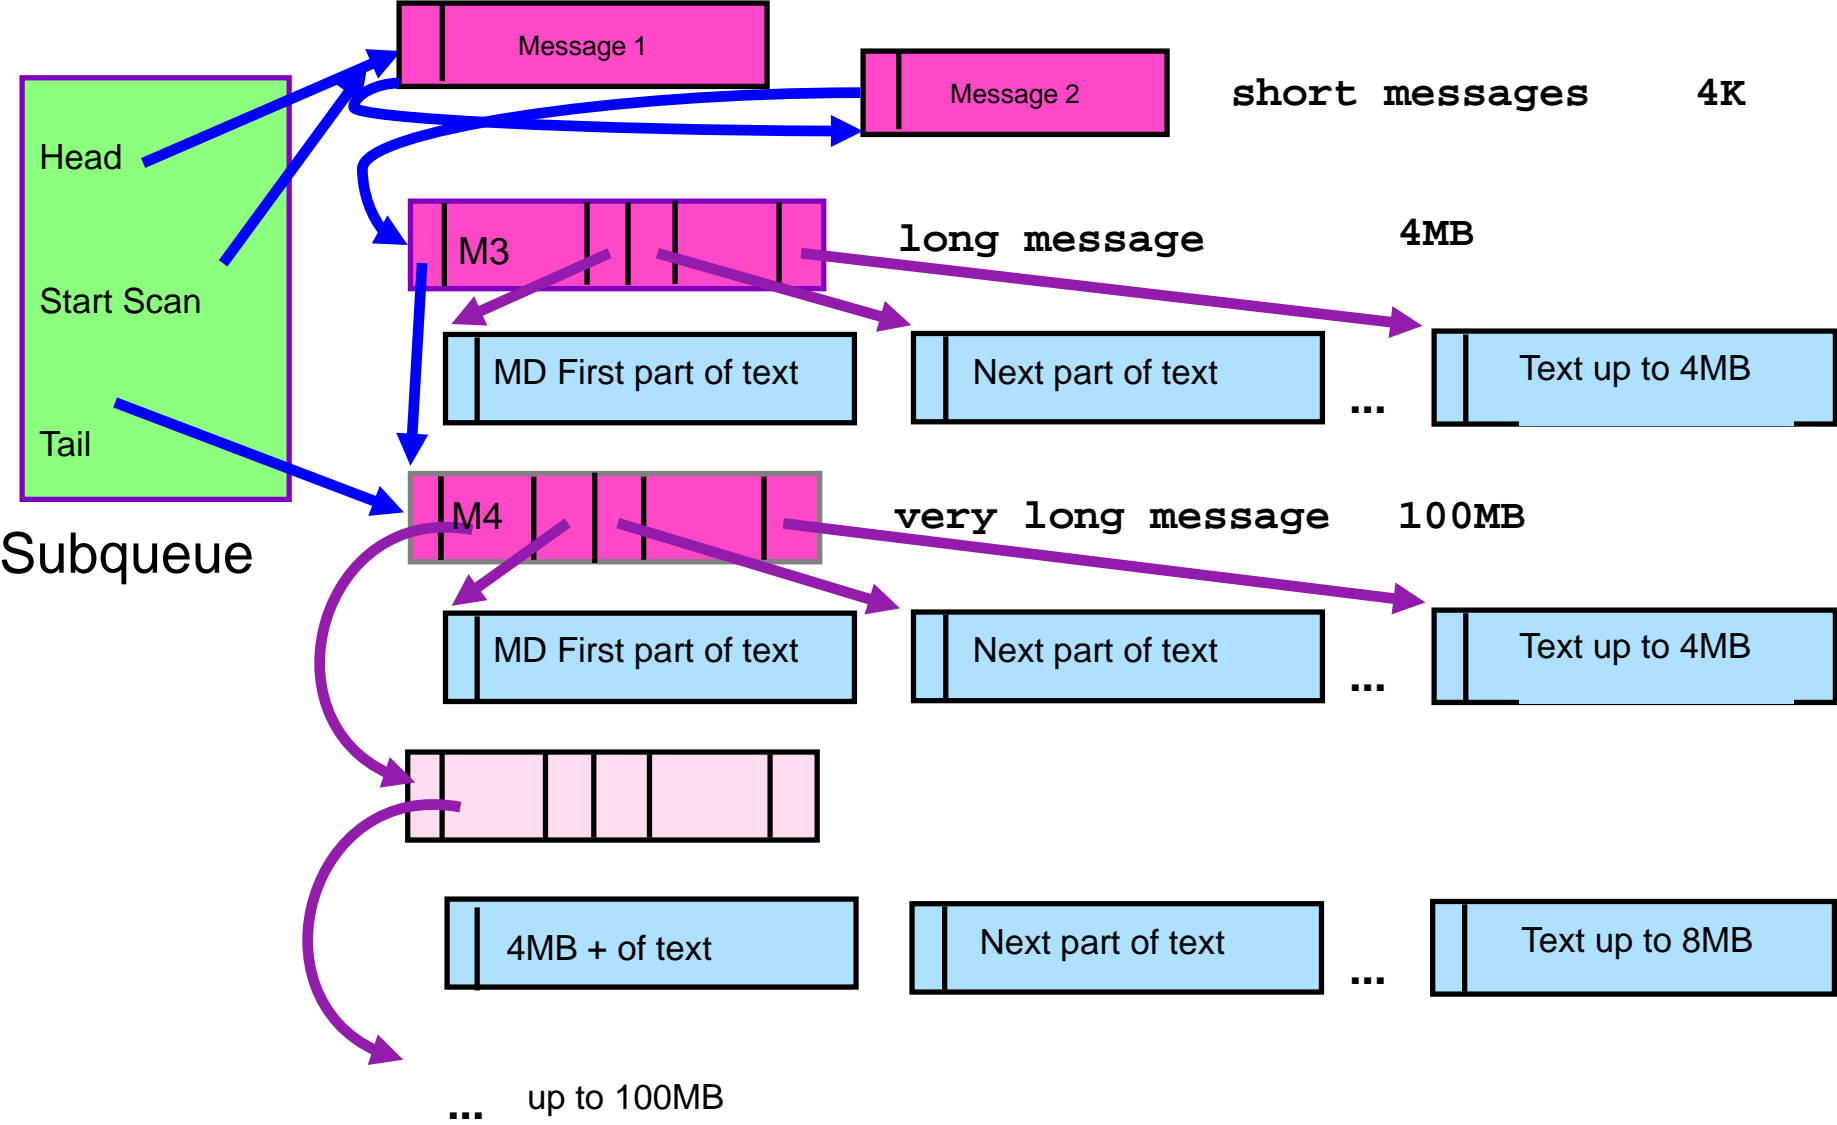 Message 1
Message 2
short messages 4K
Head
M3
long message 4MB
Start Scan
MD First part of text
Next part of text
...
Text up to 4MB
Tail
M4
very long message 100MB
Subqueue
MD First part of text
Next part of text
...
Text up to 4MB
4MB + of text
Next part of text
...
Text up to 8MB
... up to 100MB